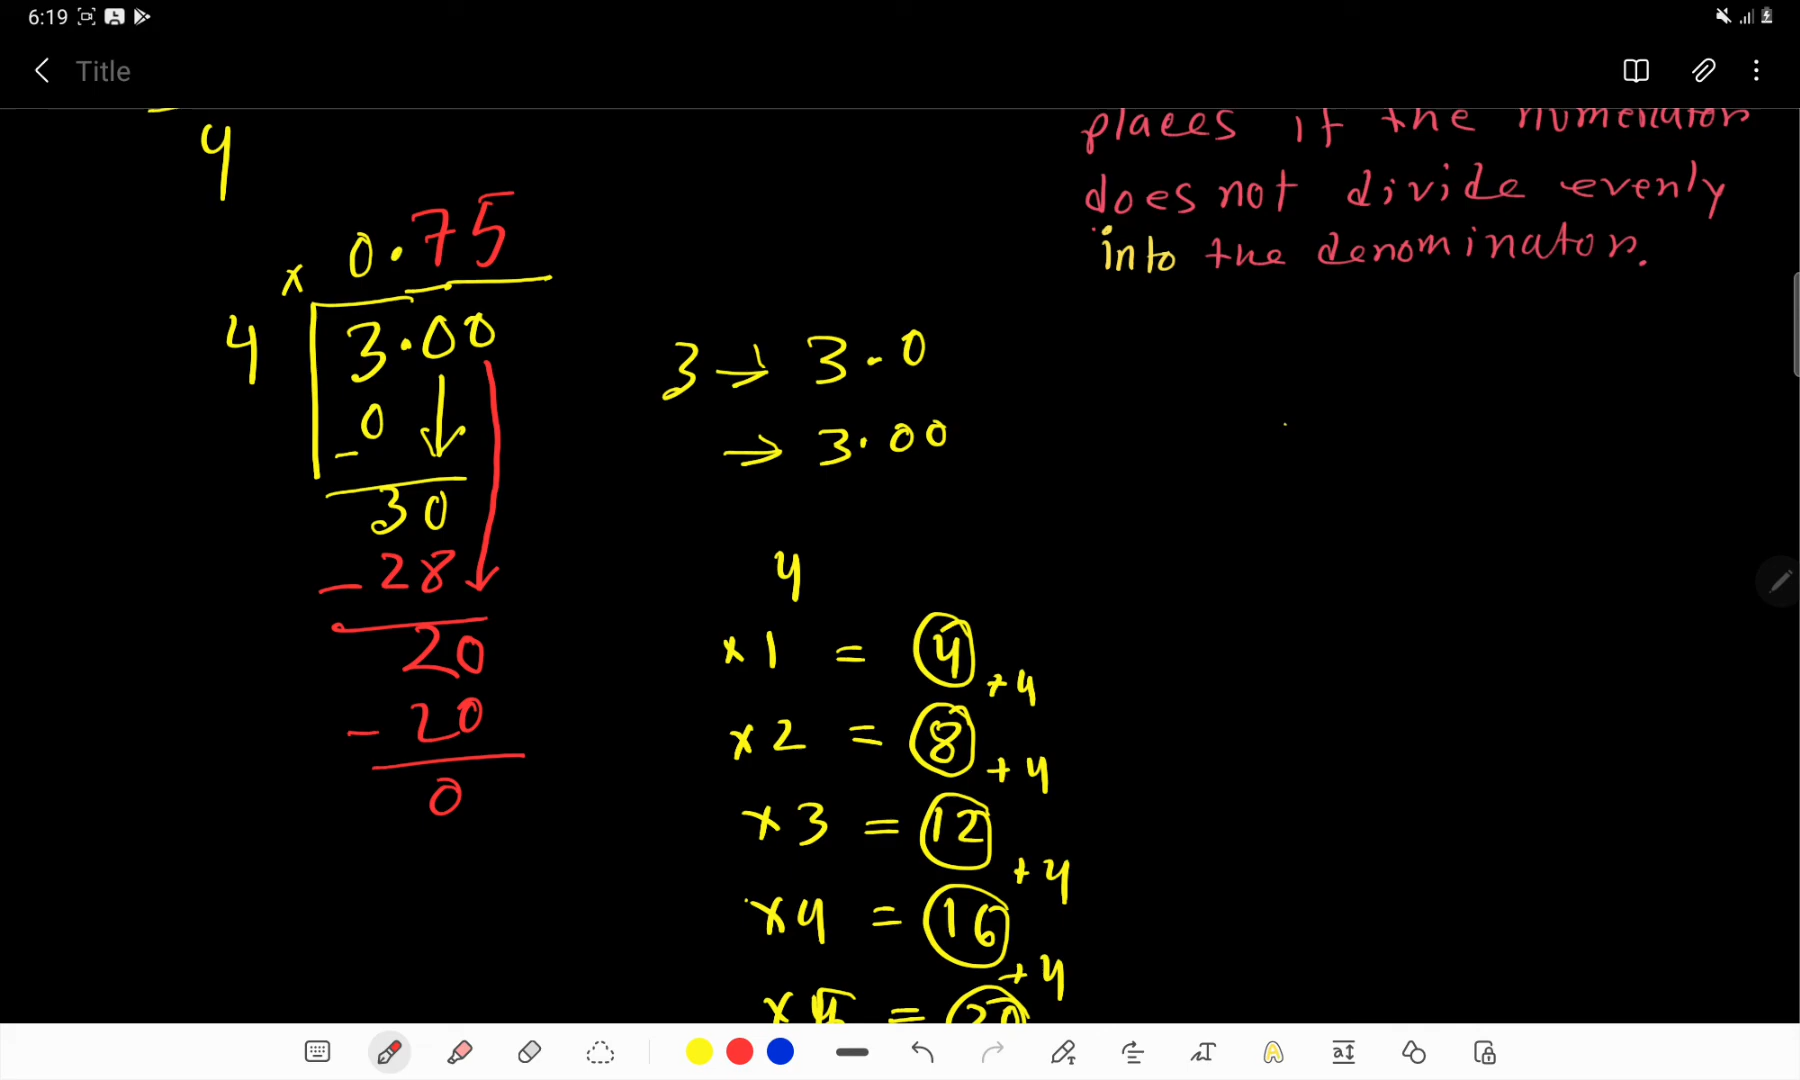 6:19
Title
4
0.75
×
4 3.00
- 0
30
- 28
20
- 20
0
places if the numerator
does not divide evenly
into the denominator.
3 → 3.0
→ 3.00
4
×1 = 4
+4
×2 = 8
+4
×3 = 12
+4
×4 = 16
+4
= 20